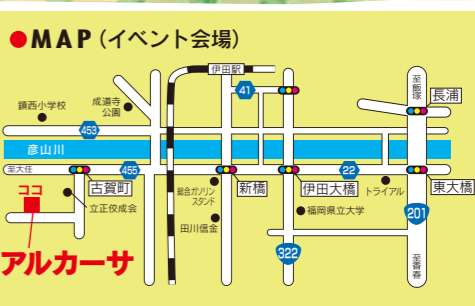 ●MAP（イベント会場）
伊田駅
至飯塚
長浦
41
鎮西小学校
成道寺
公園
453
彦山川
至大任
455
22
古賀町
新橋
伊田大橋
トライアル
東大橋
ココ
立正佼成会
総合ガソリン
スタンド
福岡県立大学
201
田川信金
アルカーサ
322
至香春